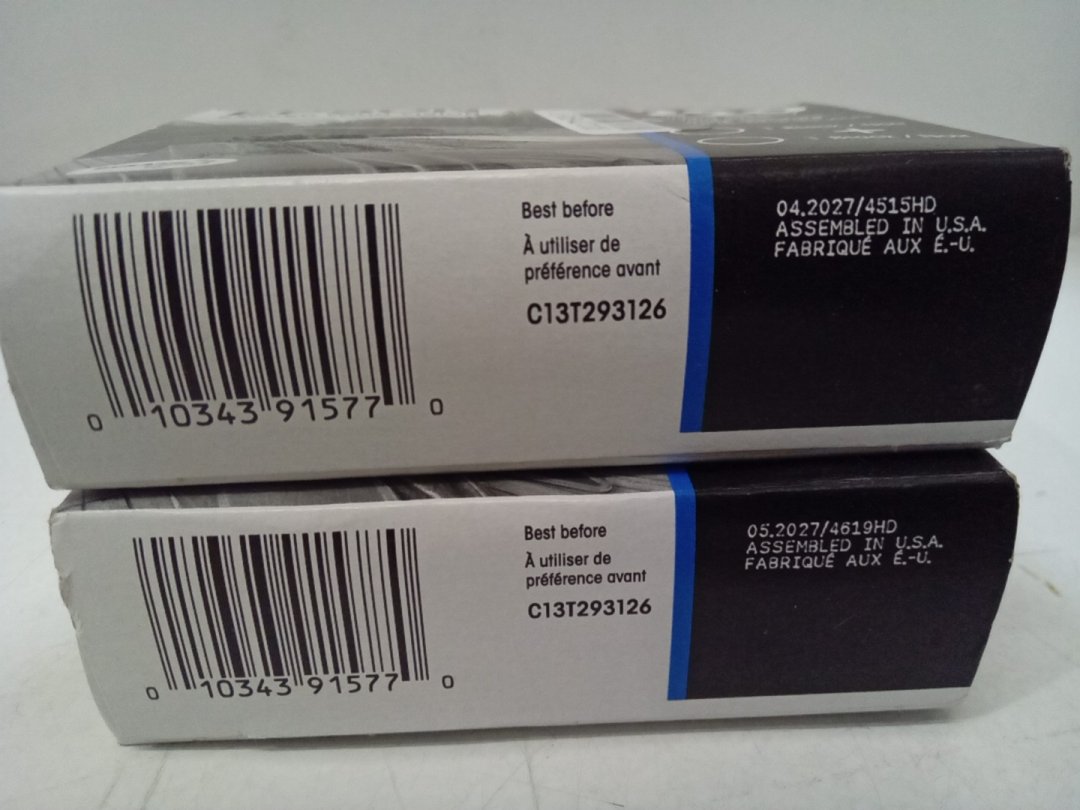 Best before
À utiliser de
préférence avant
C13T293126
04.2027/4515HD
ASSEMBLED IN U.S.A.
FABRIQUÉ AUX É.-U.
0 10343 91577 0
Best before
À utiliser de
préférence avant
C13T293126
05.2027/4619HD
ASSEMBLED IN U.S.A.
FABRIQUÉ AUX É.-U.
0 10343 91577 0